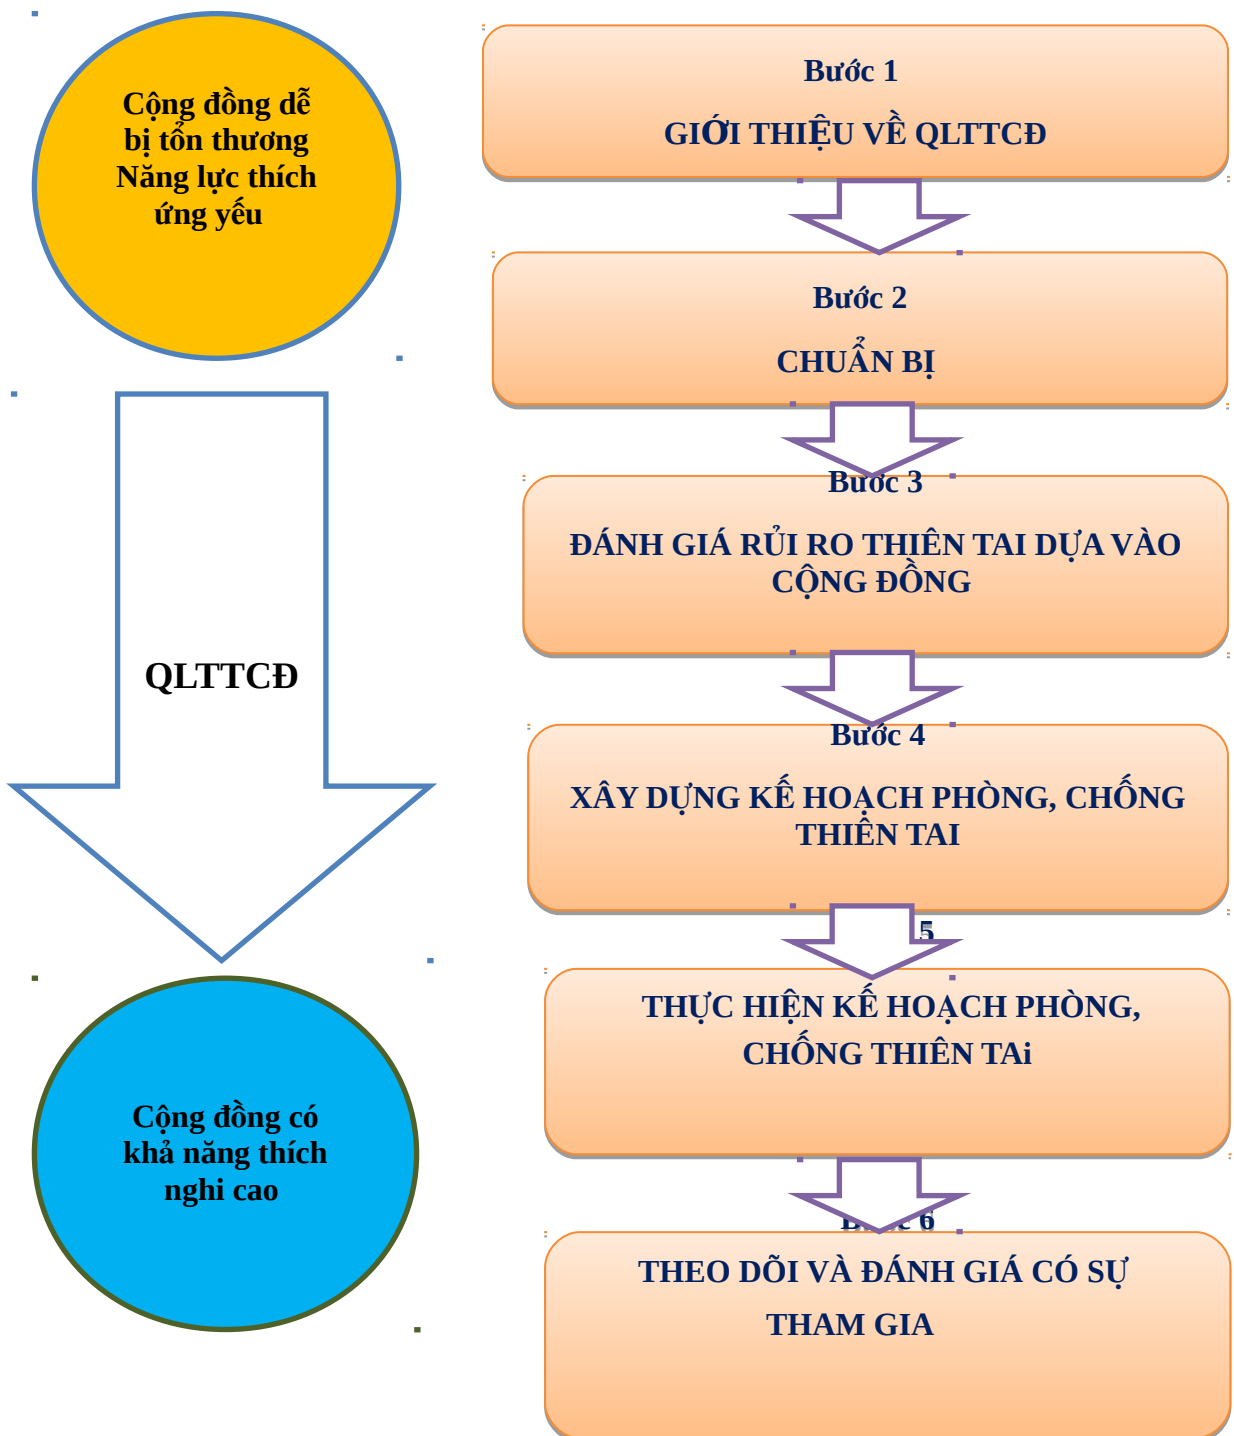 Cộng đồng dễ
bị tổn thương
Năng lực thích
ứng yếu
QLTTCĐ
Cộng đồng có
khả năng thích
nghi cao
Bước 1
GIỚI THIỆU VỀ QLTTCĐ
Bước 2
CHUẨN BỊ
Bước 3
ĐÁNH GIÁ RỦI RO THIÊN TAI DỰA VÀO
CỘNG ĐỒNG
Bước 4
XÂY DỰNG KẾ HOẠCH PHÒNG, CHỐNG
THIÊN TAI
5
THỰC HIỆN KẾ HOẠCH PHÒNG,
CHỐNG THIÊN TAi
6
THEO DÕI VÀ ĐÁNH GIÁ CÓ SỰ
THAM GIA